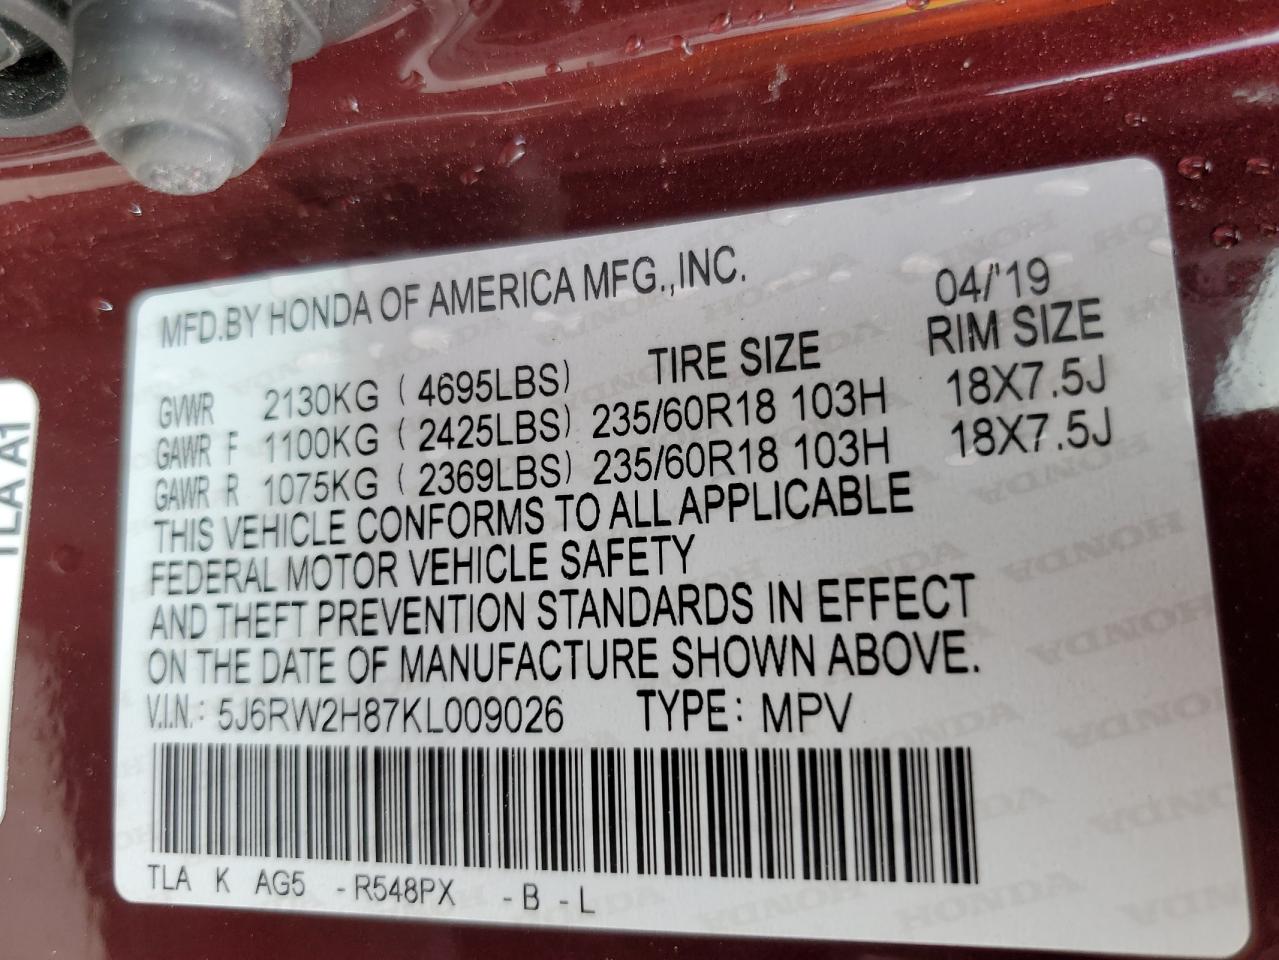 MFD.BY HONDA OF AMERICA MFG.,INC. 04/'19
TIRE SIZE RIM SIZE
GVWR 2130KG ( 4695LBS)
GAWR F 1100KG ( 2425LBS) 235/60R18 103H 18X7.5J
GAWR R 1075KG ( 2369LBS) 235/60R18 103H 18X7.5J
THIS VEHICLE CONFORMS TO ALL APPLICABLE
FEDERAL MOTOR VEHICLE SAFETY
AND THEFT PREVENTION STANDARDS IN EFFECT
ON THE DATE OF MANUFACTURE SHOWN ABOVE.
V.I.N.: 5J6RW2H87KL009026 TYPE: MPV
TLA K AG5 -R548PX -B -L
TLA A1